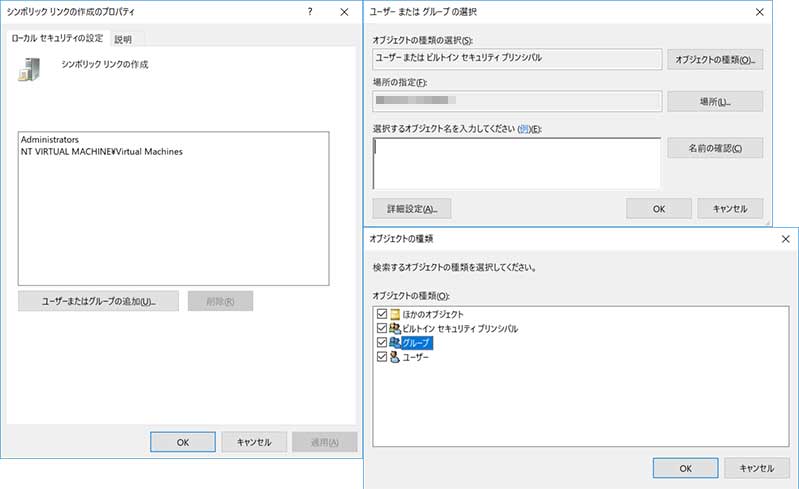 シンボリック リンクの作成のプロパティ
ローカル セキュリティの設定
説明
シンボリック リンクの作成
Administrators
NT VIRTUAL MACHINE¥Virtual Machines
ユーザーまたはグループの追加(U)...
削除(R)
OK
キャンセル
適用(A)
ユーザー または グループ の選択
オブジェクトの種類の選択(S):
ユーザー または ビルトイン セキュリティ プリンシパル
オブジェクトの種類(O)...
場所の指定(F):
場所(L)...
選択するオブジェクト名を入力してください (例)(E):
名前の確認(C)
詳細設定(A)...
OK
キャンセル
オブジェクトの種類
検索するオブジェクトの種類を選択してください。
オブジェクトの種類(O):
ほかのオブジェクト
ビルトイン セキュリティ プリンシパル
グループ
ユーザー
OK
キャンセル